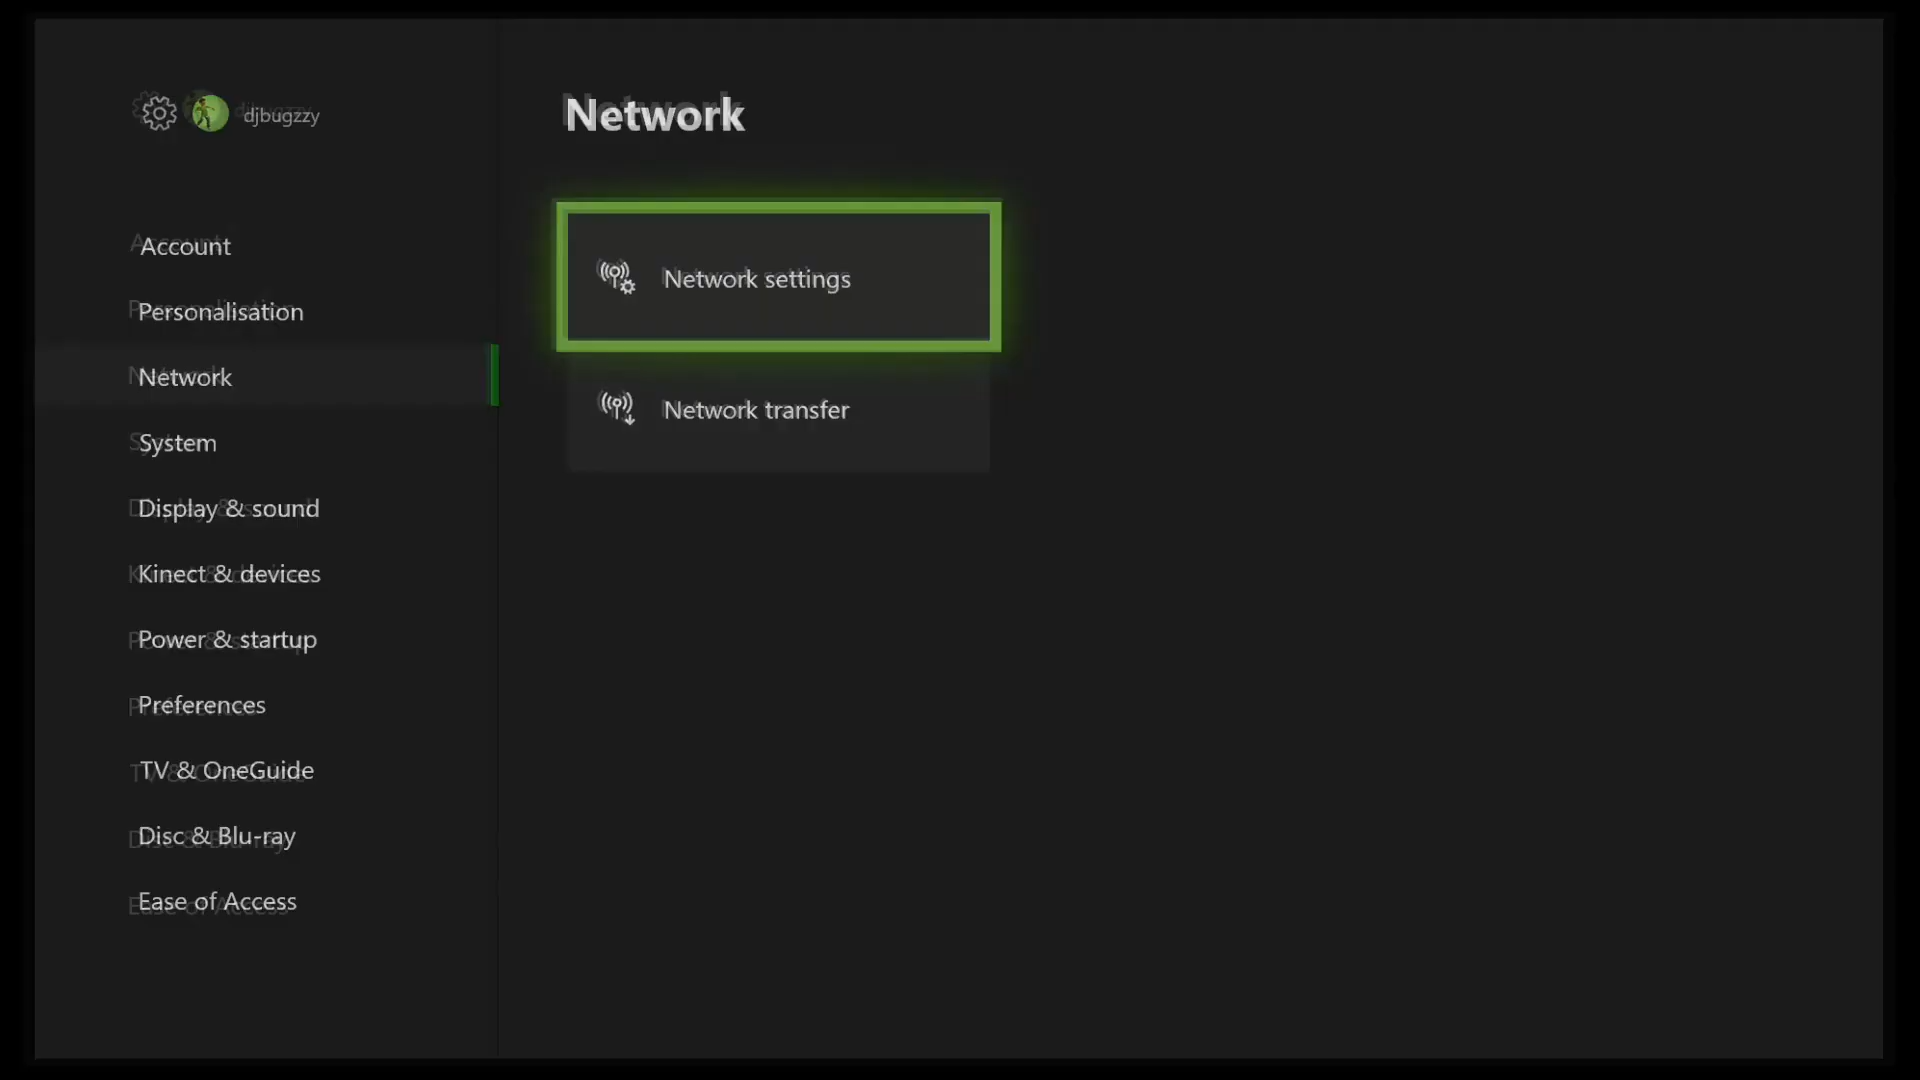 djbugzzy
Network
Account
Personalisation
Network
System
Display & sound
Kinect & devices
Power & startup
Preferences
TV & OneGuide
Disc & Blu-ray
Ease of Access
Network settings
Network transfer